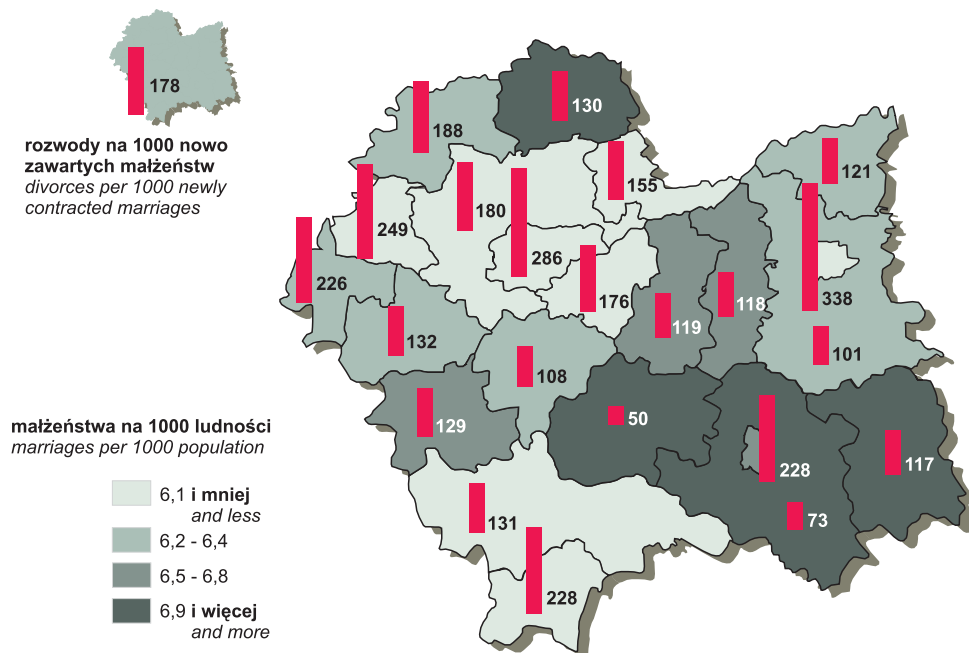 178
rozwody na 1000 nowo
zawartych małżeństw
divorces per 1000 newly
contracted marriages
188
130
155
121
180
249
286
226
176
119
118
338
132
108
101
129
50
228
117
73
131
228
małżeństwa na 1000 ludności
marriages per 1000 population
6,1 i mniej
and less
6,2 - 6,4
6,5 - 6,8
6,9 i więcej
and more